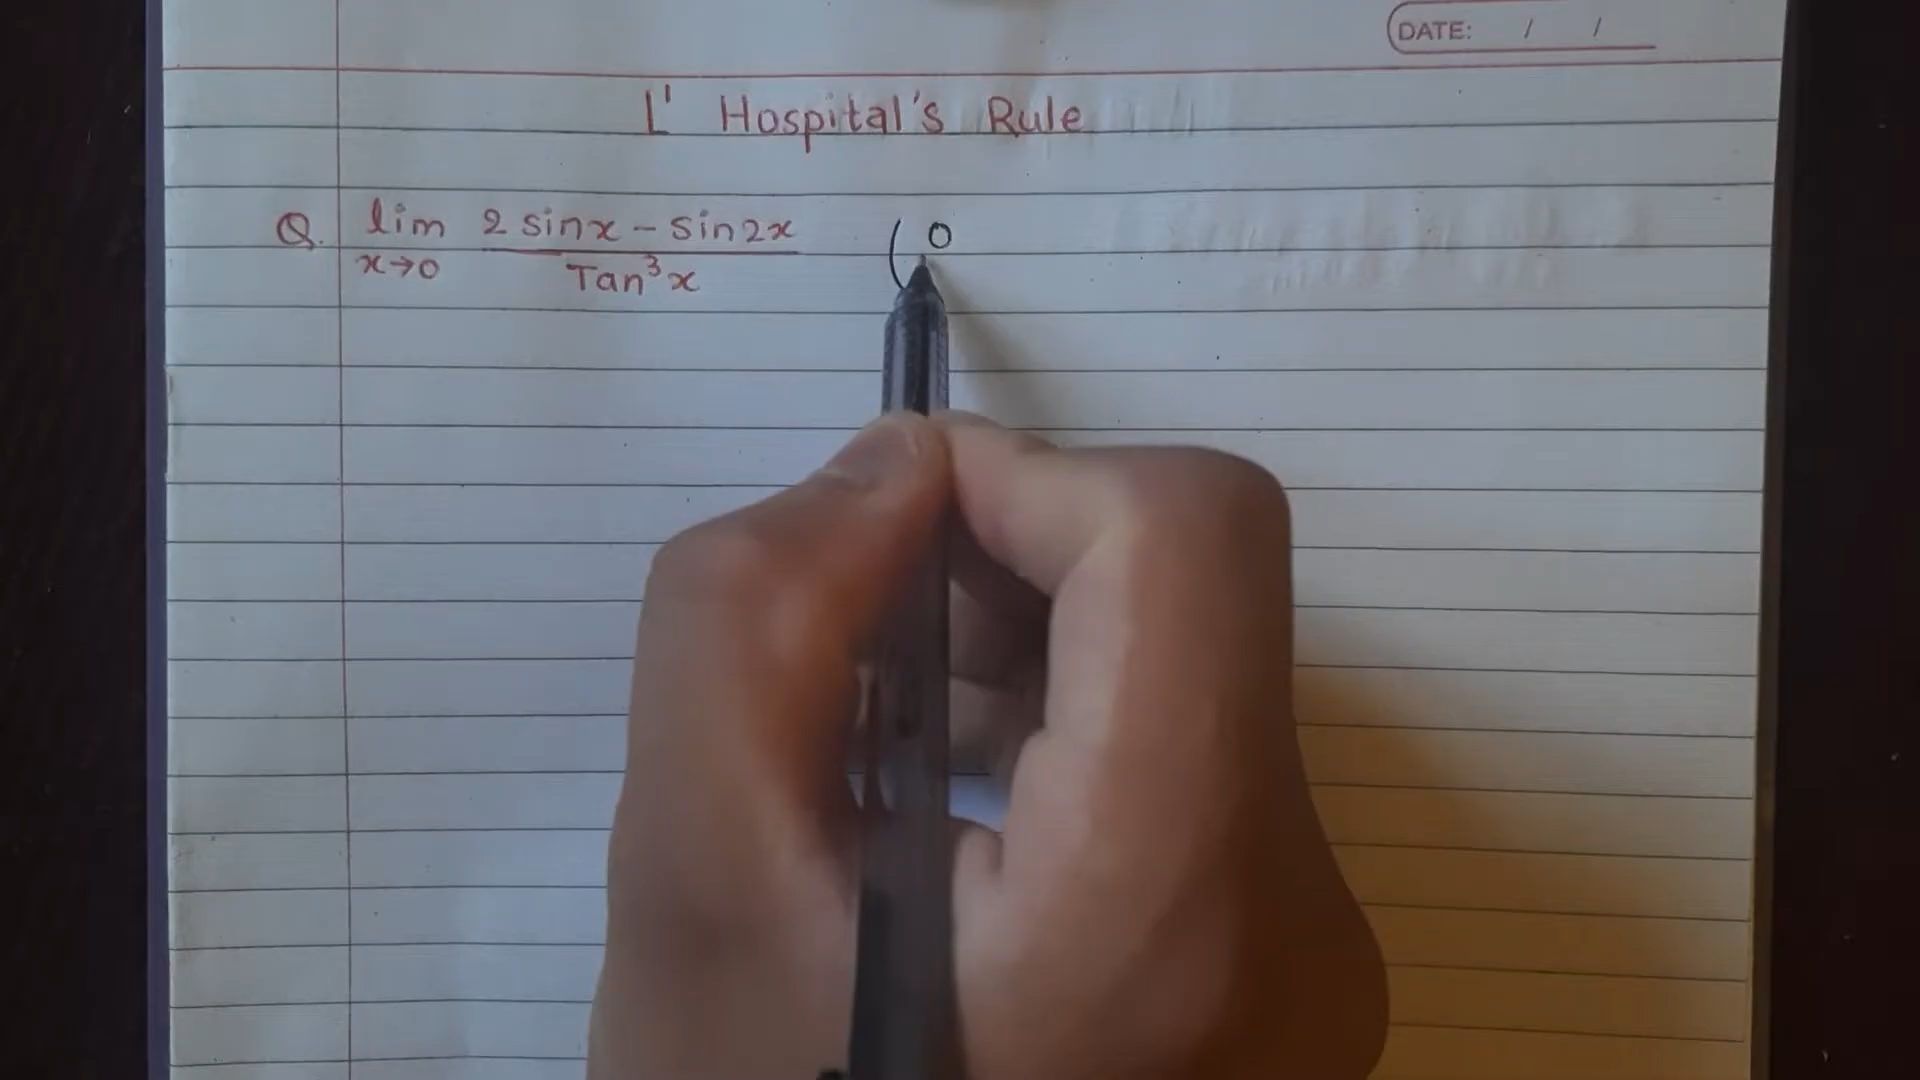 DATE: / /
L' Hospital's Rule
Q. lim x→0 (2 sinx - sin2x) / Tan³x ( 0